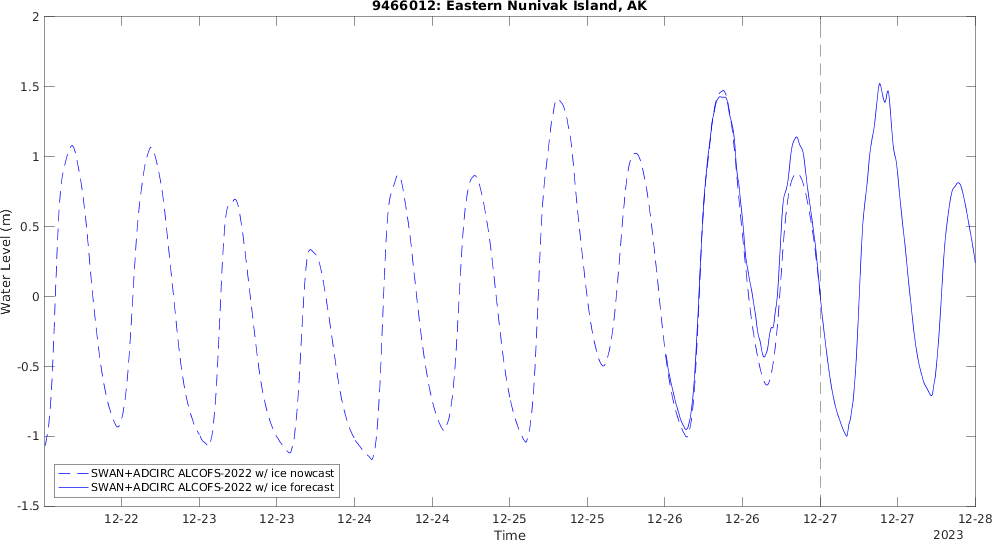 9466012: Eastern Nunivak Island, AK
2
1.5
1
0.5
0
-0.5
-1
-1.5
Water Level (m)
SWAN+ADCIRC ALCOFS-2022 w/ ice nowcast
SWAN+ADCIRC ALCOFS-2022 w/ ice forecast
12-22 12-23 12-23 12-24 12-24 12-25 12-25 12-26 12-26 12-27 12-27 12-28
Time
2023